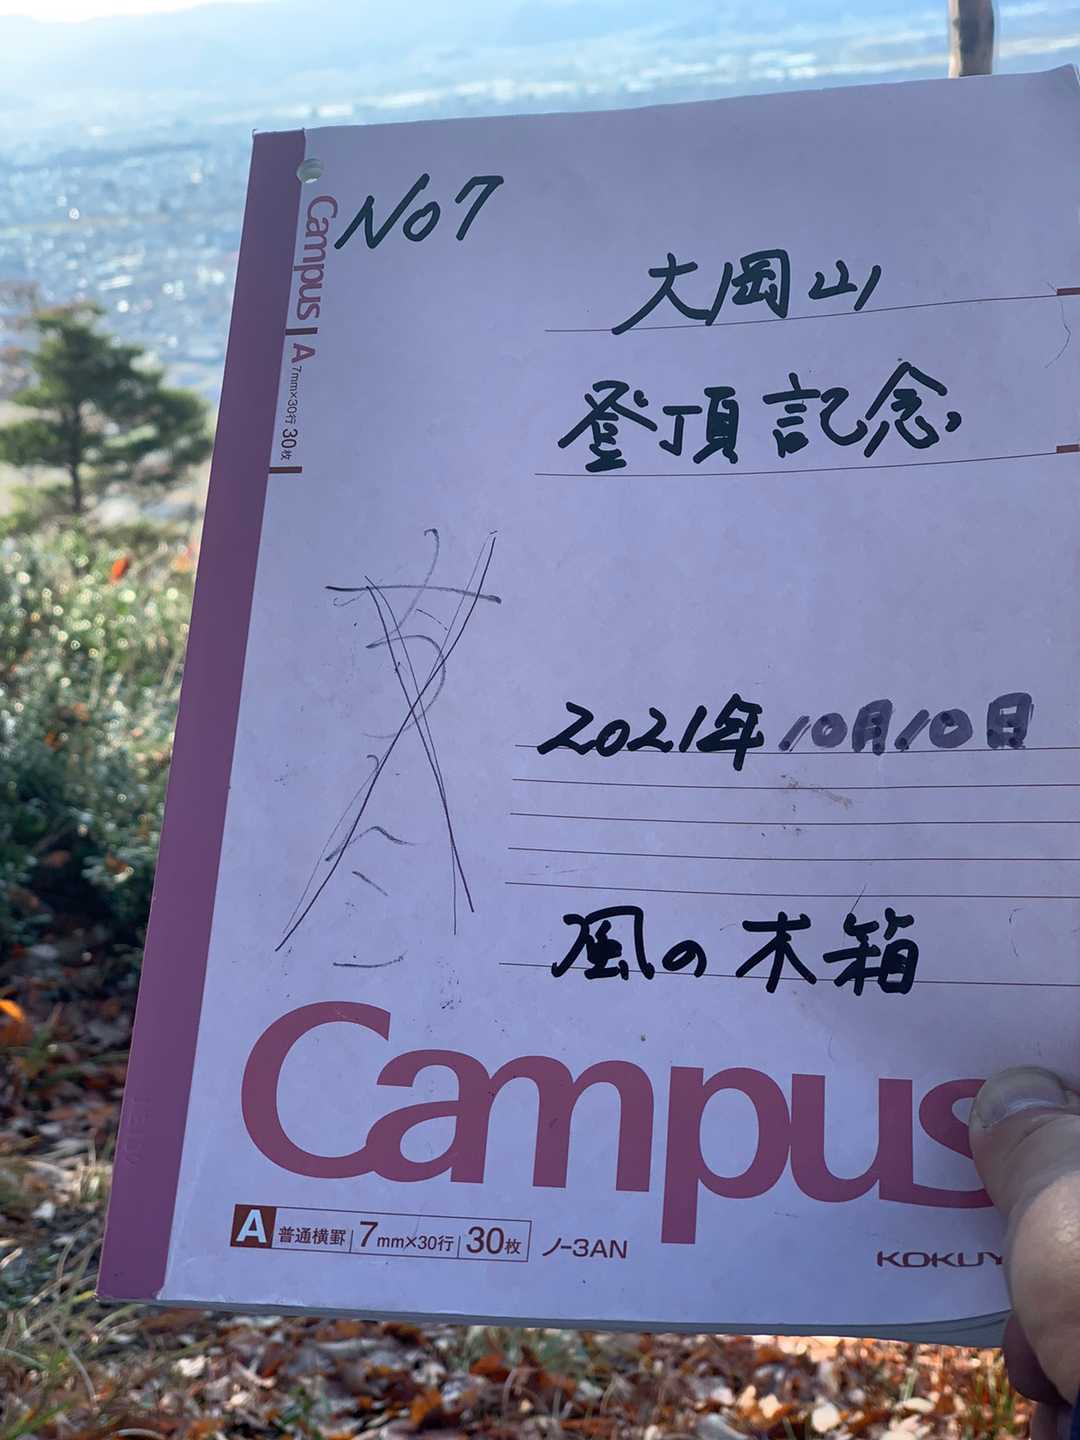 No7
大岡山
登頂記念
2021年10月10日
風の木箱
Campus
A 7mm×30行 30枚
Campus
A 普通横罫 7mm×30行 30枚 ノ-3AN
KOKUY